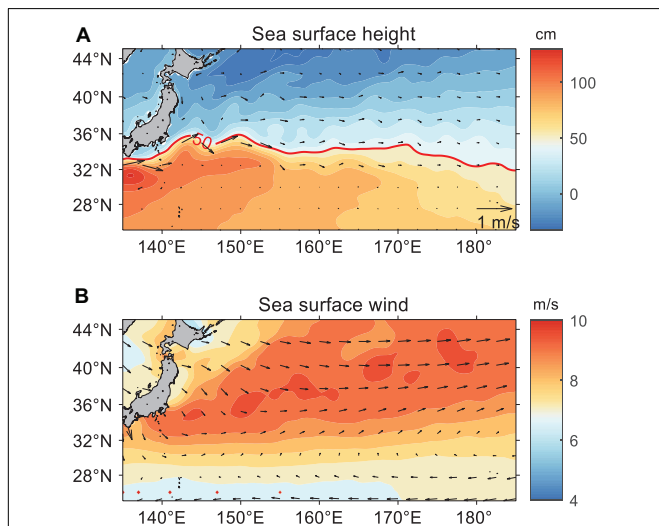 A Sea surface height
cm
44°N
40°N
36°N
32°N
28°N
50
1 m/s
100
50
0
140°E 150°E 160°E 170°E 180°
B Sea surface wind
m/s
44°N
40°N
36°N
32°N
28°N
10
8
6
4
140°E 150°E 160°E 170°E 180°